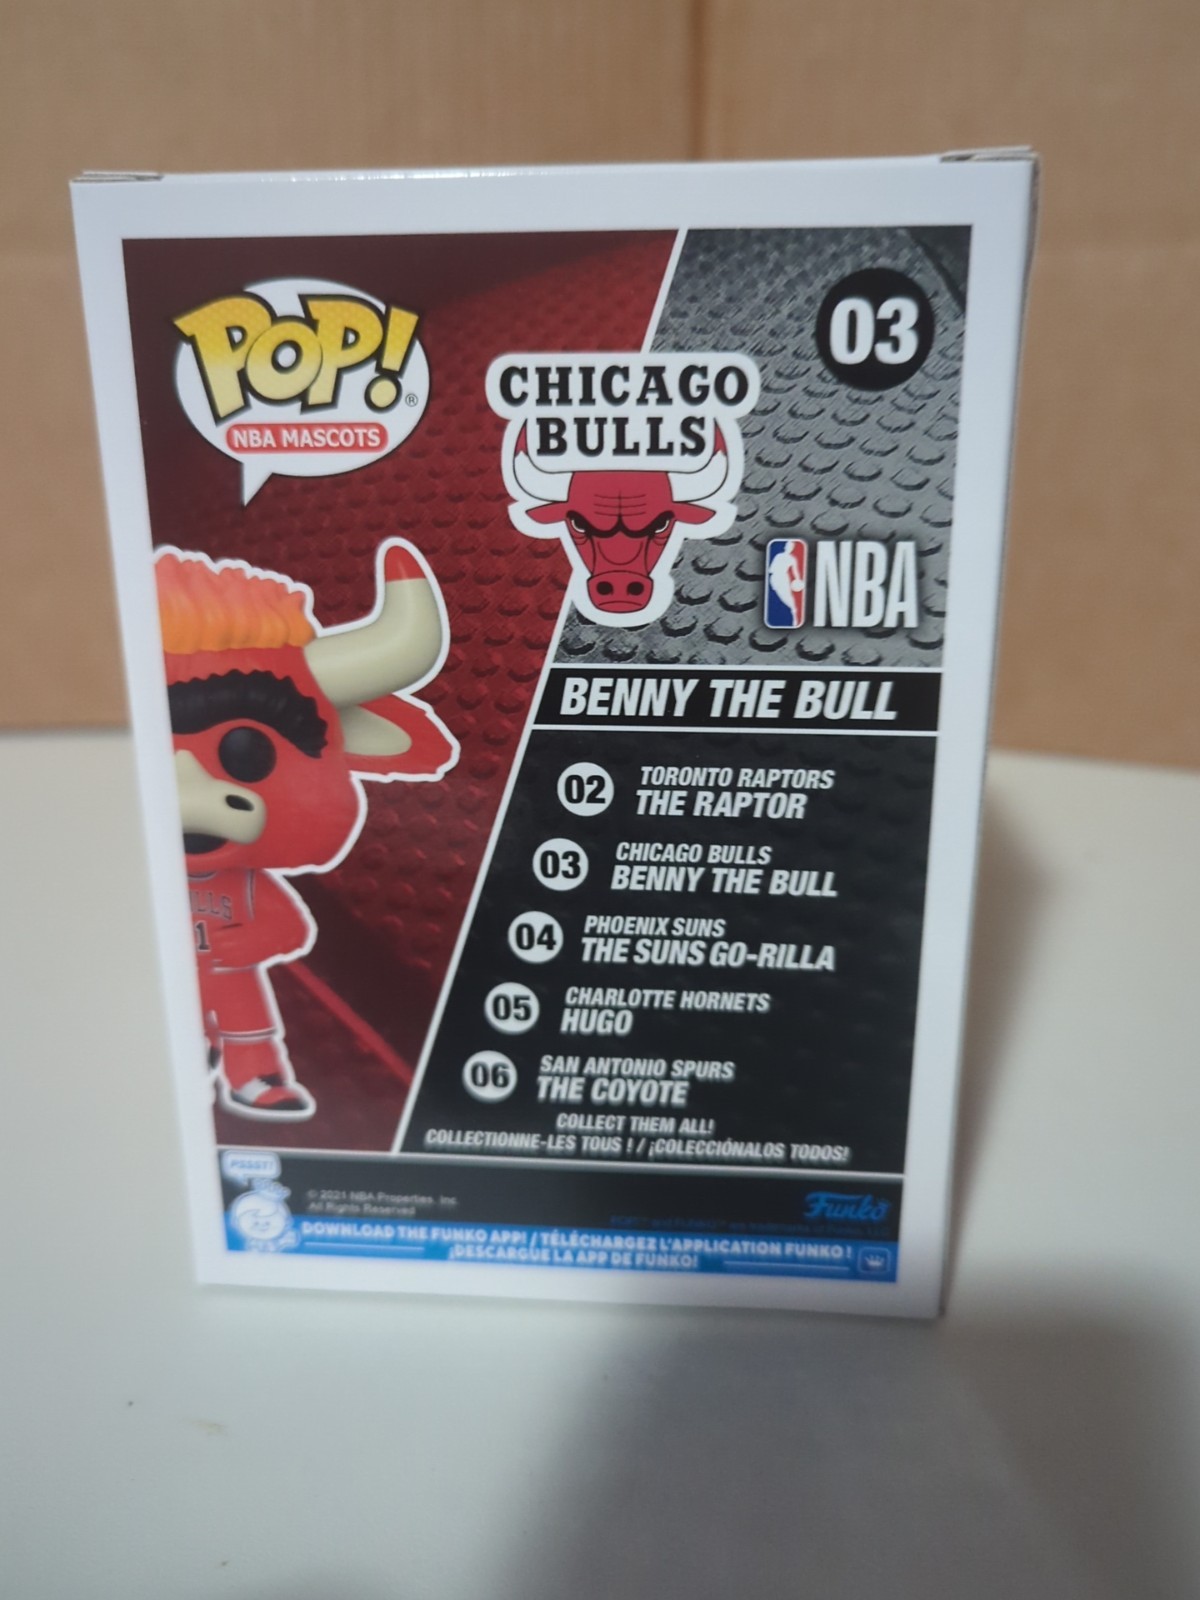 POP!®
NBA MASCOTS
03
CHICAGO
BULLS
NBA
BENNY THE BULL
02
TORONTO RAPTORS
THE RAPTOR
03
CHICAGO BULLS
BENNY THE BULL
04
PHOENIX SUNS
THE SUNS GO-RILLA
05
CHARLOTTE HORNETS
HUGO
06
SAN ANTONIO SPURS
THE COYOTE
COLLECT THEM ALL!
COLLECTIONNE-LES TOUS ! / ¡COLECCIÓNALOS TODOS!
LLS
1
PSSST!
© 2021 NBA Properties, Inc.
All Rights Reserved
Funko
DOWNLOAD THE FUNKO APP! / TÉLÉCHARGEZ L'APPLICATION FUNKO !
¡DESCARGUE LA APP DE FUNKO!